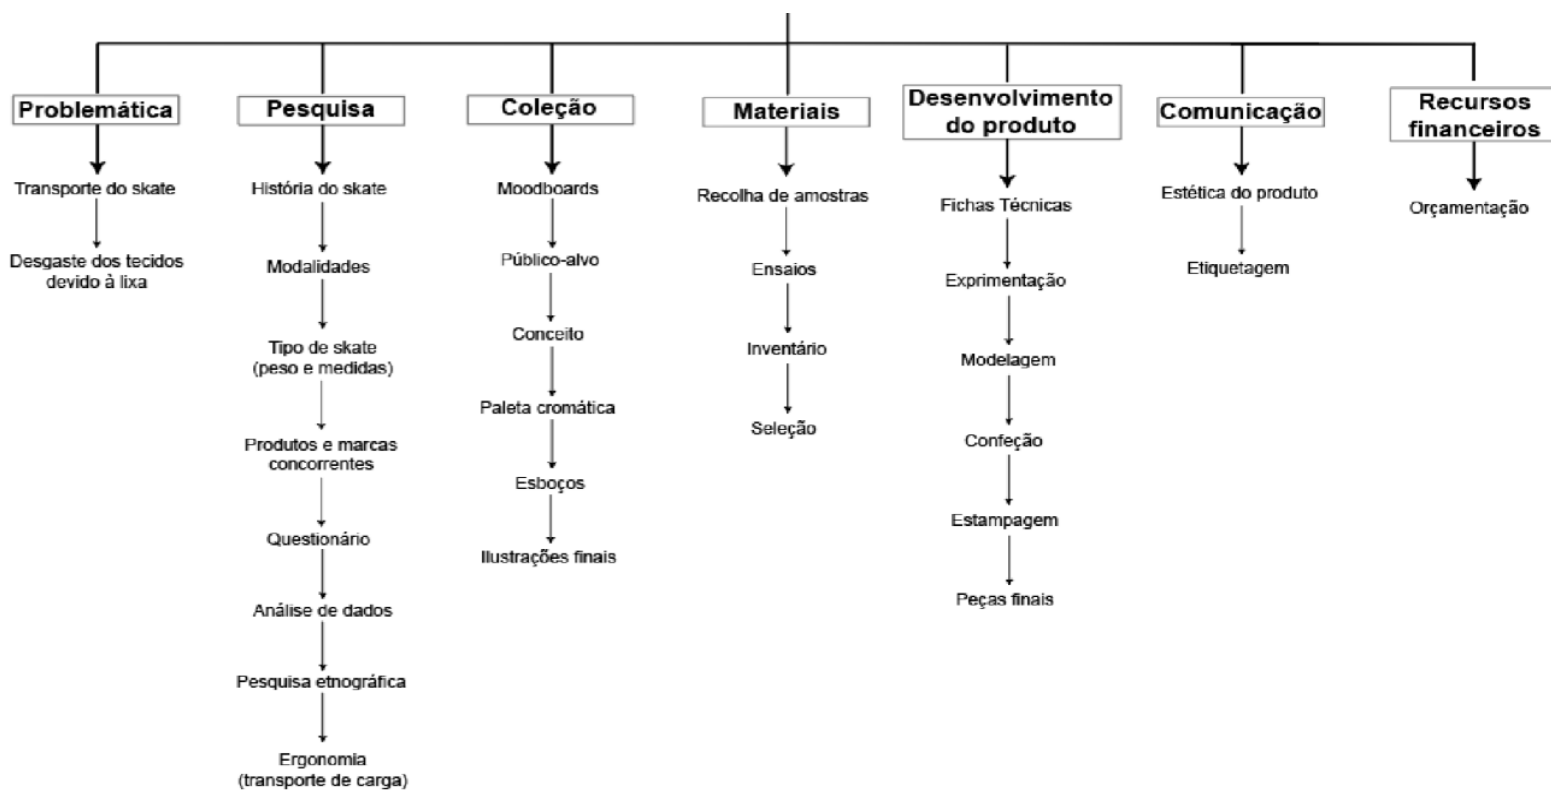 Problemática
Transporte do skate
Desgaste dos tecidos
devido à lixa
Pesquisa
História do skate
Modalidades
Tipo de skate
(peso e medidas)
Produtos e marcas
concorrentes
Questionário
Análise de dados
Pesquisa etnográfica
Ergonomia
(transporte de carga)
Coleção
Moodboards
Público-alvo
Conceito
Paleta cromática
Esboços
Ilustrações finais
Materiais
Recolha de amostras
Ensaios
Inventário
Seleção
Desenvolvimento
do produto
Fichas Técnicas
Exprimentação
Modelagem
Confeção
Estampagem
Peças finais
Comunicação
Estética do produto
Etiquetagem
Recursos
financeiros
Orçamentação